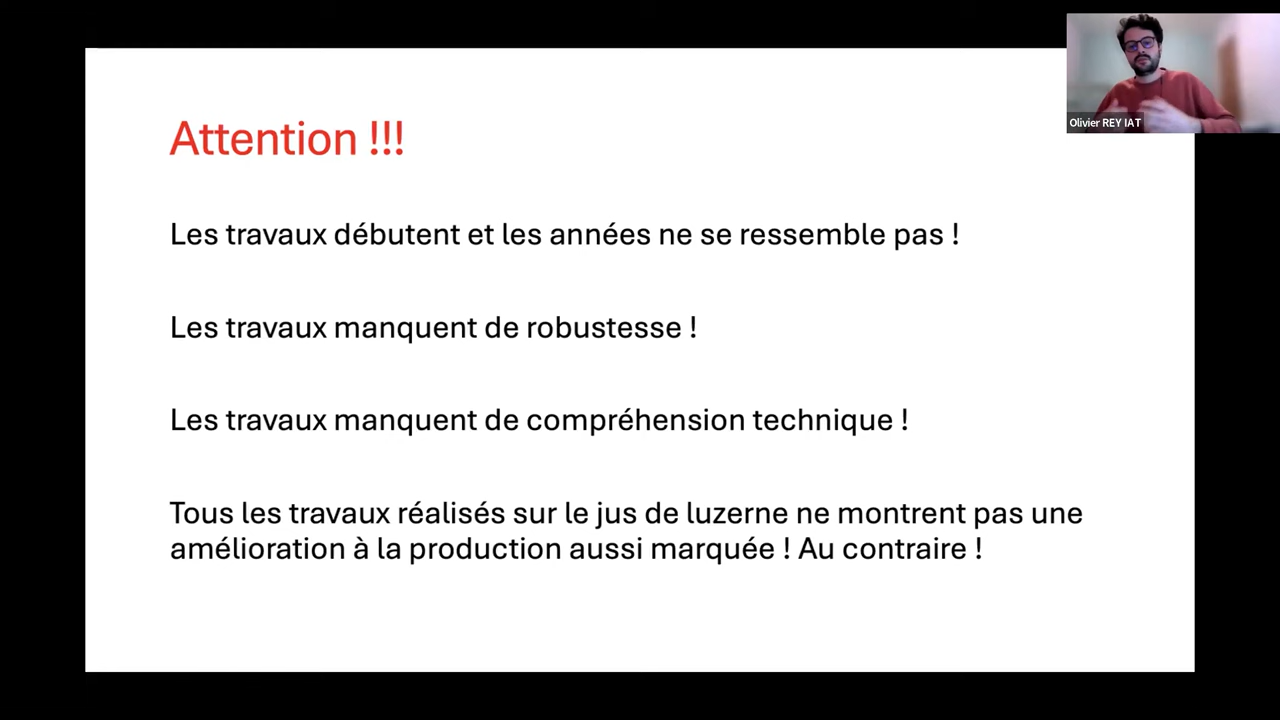 Attention !!!
Olivier REY IAT
Les travaux débutent et les années ne se ressemble pas !
Les travaux manquent de robustesse !
Les travaux manquent de compréhension technique !
Tous les travaux réalisés sur le jus de luzerne ne montrent pas une
amélioration à la production aussi marquée ! Au contraire !